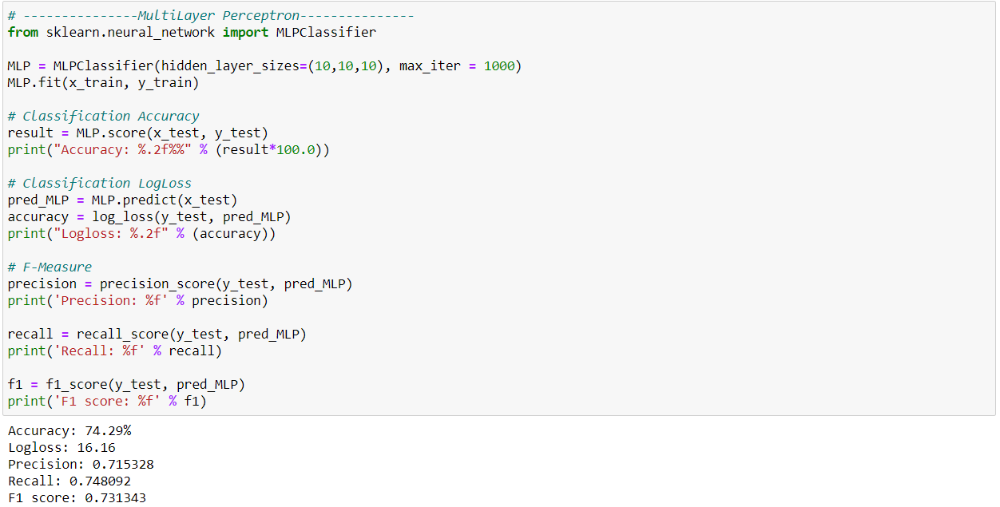 # ---------------MultiLayer Perceptron---------------
from sklearn.neural_network import MLPClassifier
MLP = MLPClassifier(hidden_layer_sizes=(10,10,10), max_iter = 1000)
MLP.fit(x_train, y_train)
# Classification Accuracy
result = MLP.score(x_test, y_test)
print("Accuracy: %.2f%%" % (result*100.0))
# Classification LogLoss
pred_MLP = MLP.predict(x_test)
accuracy = log_loss(y_test, pred_MLP)
print("Logloss: %.2f" % (accuracy))
# F-Measure
precision = precision_score(y_test, pred_MLP)
print('Precision: %f' % precision)
recall = recall_score(y_test, pred_MLP)
print('Recall: %f' % recall)
f1 = f1_score(y_test, pred_MLP)
print('F1 score: %f' % f1)
Accuracy: 74.29%
Logloss: 16.16
Precision: 0.715328
Recall: 0.748092
F1 score: 0.731343